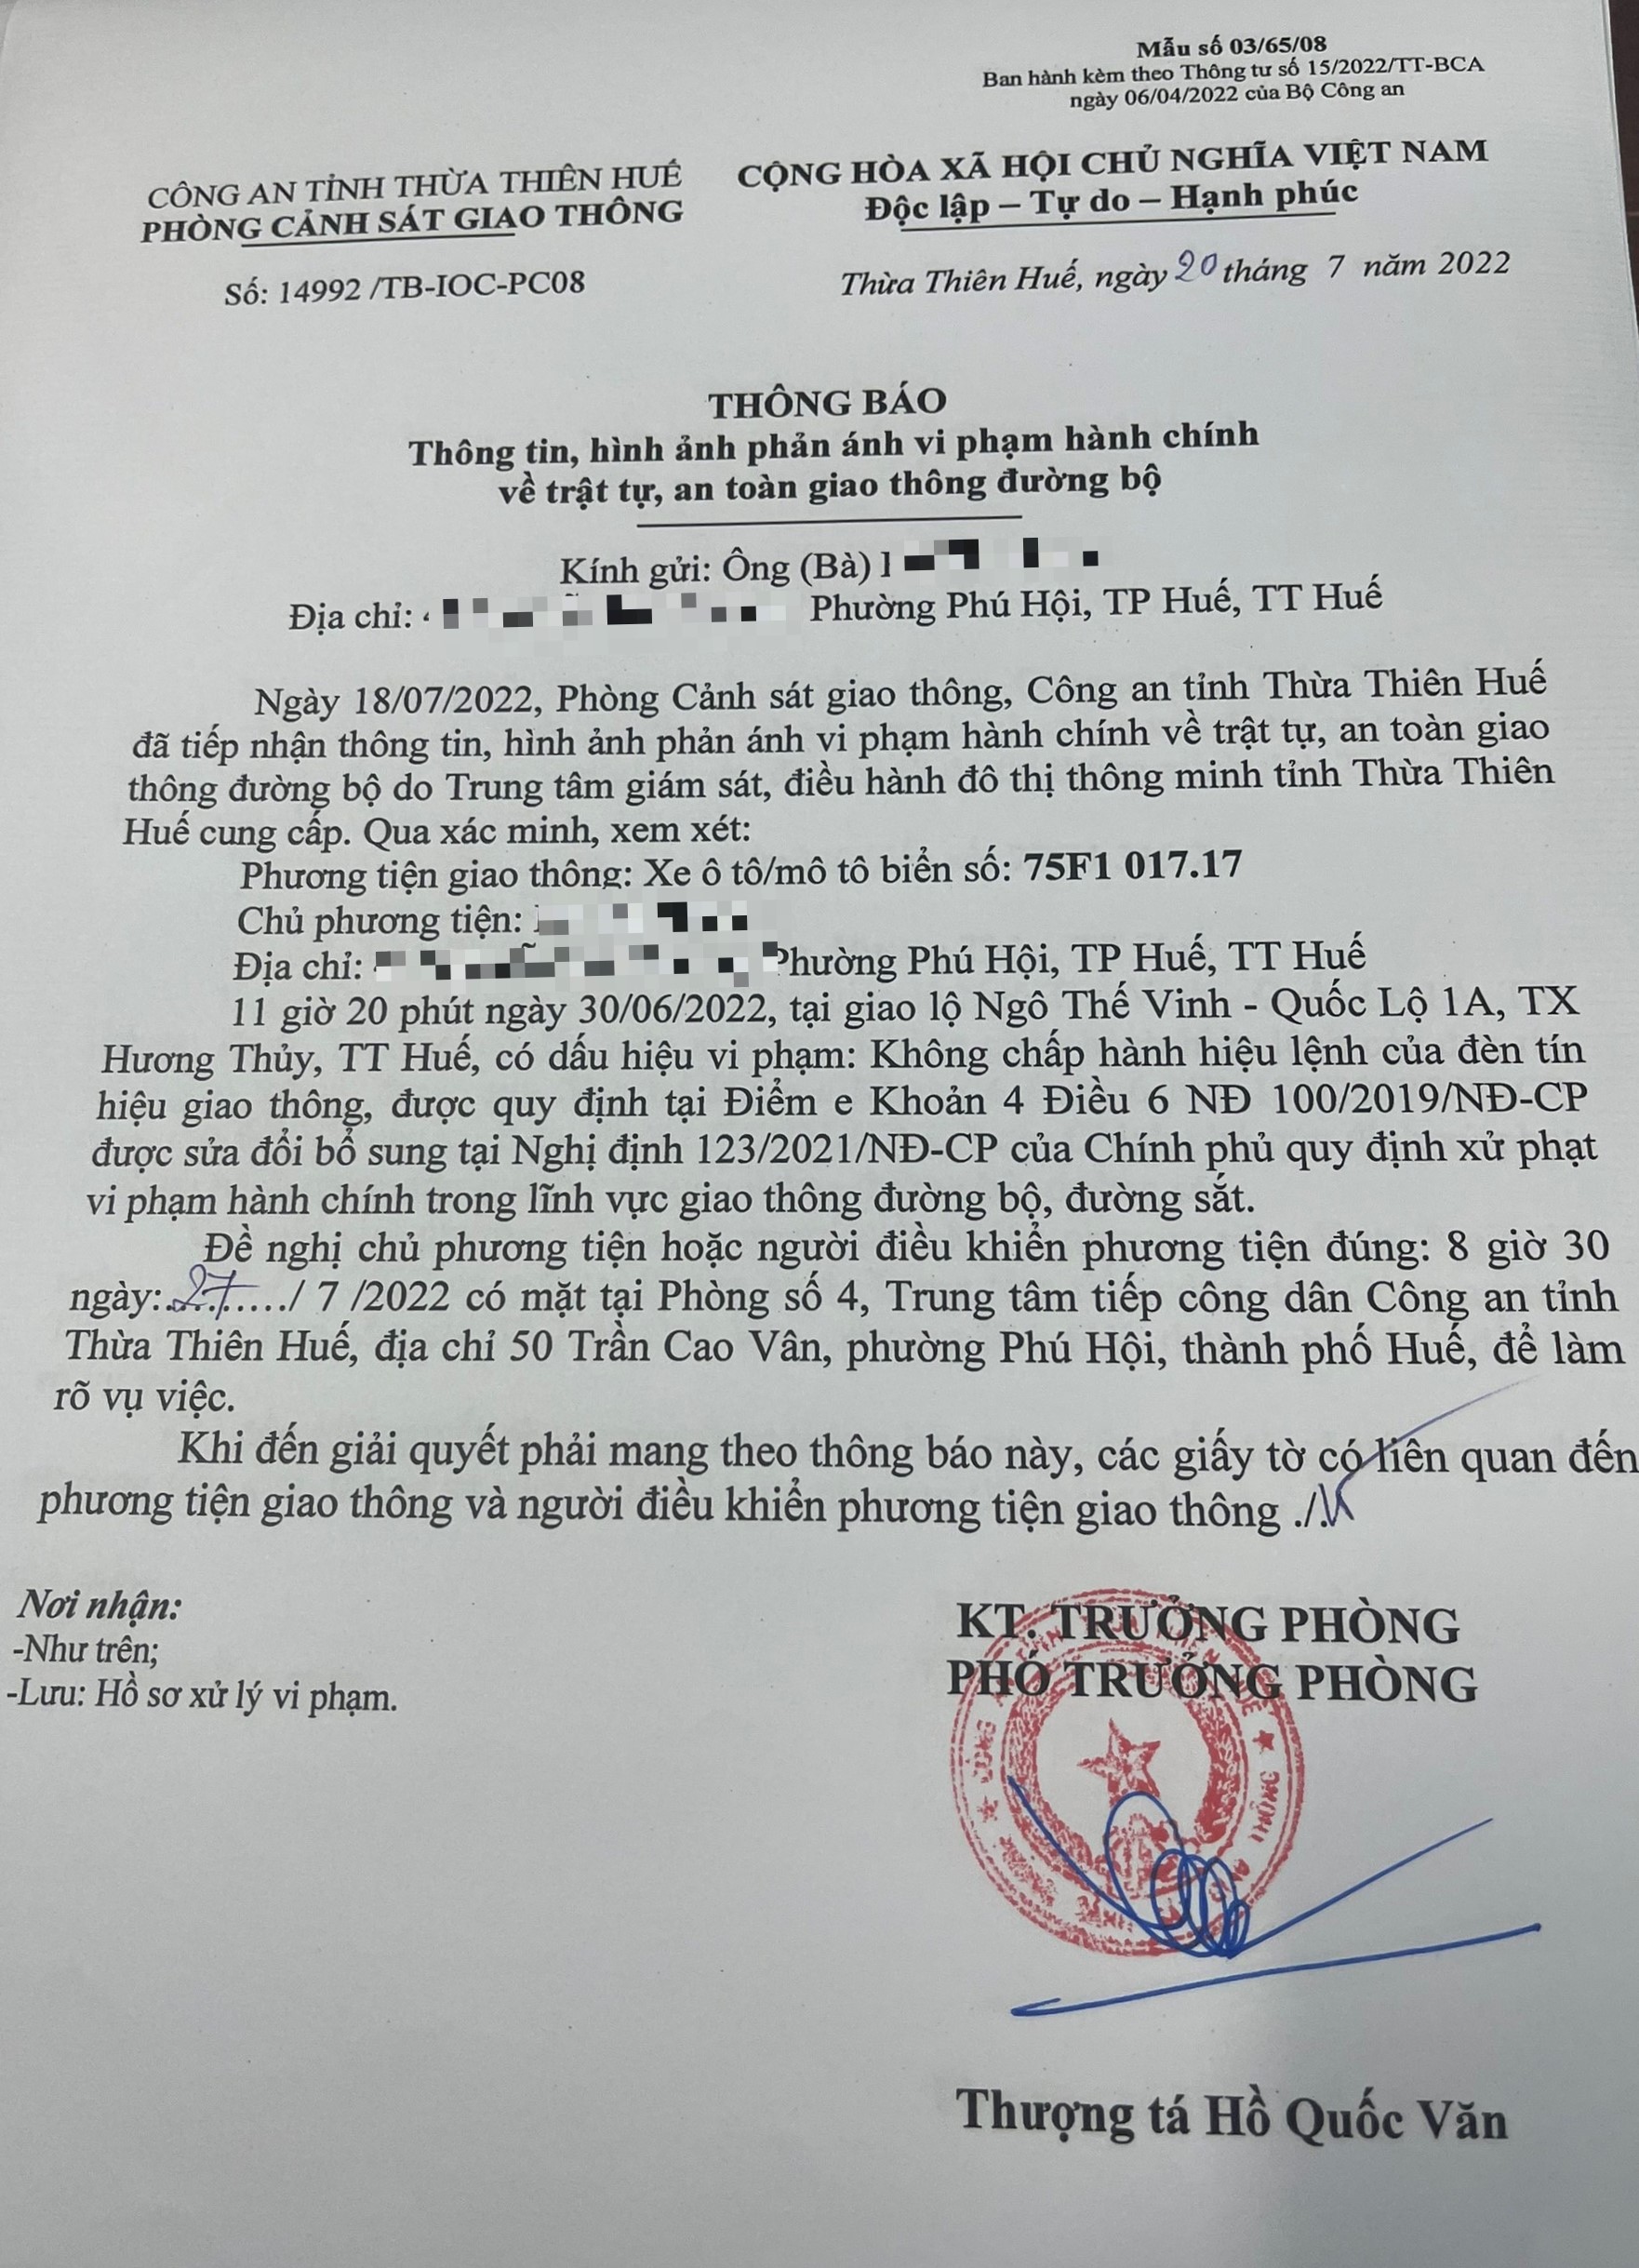 Mẫu số 03/65/08
Ban hành kèm theo Thông tư số 15/2022/TT-BCA
ngày 06/04/2022 của Bộ Công an
CÔNG AN TỈNH THỪA THIÊN HUẾ
PHÒNG CẢNH SÁT GIAO THÔNG
Số: 14992 /TB-IOC-PC08
CỘNG HÒA XÃ HỘI CHỦ NGHĨA VIỆT NAM
Độc lập – Tự do – Hạnh phúc
Thừa Thiên Huế, ngày 20 tháng 7 năm 2022
THÔNG BÁO
Thông tin, hình ảnh phản ánh vi phạm hành chính
về trật tự, an toàn giao thông đường bộ
Kính gửi: Ông (Bà)
Địa chỉ: Phường Phú Hội, TP Huế, TT Huế
Ngày 18/07/2022, Phòng Cảnh sát giao thông, Công an tỉnh Thừa Thiên Huế
đã tiếp nhận thông tin, hình ảnh phản ánh vi phạm hành chính về trật tự, an toàn giao
thông đường bộ do Trung tâm giám sát, điều hành đô thị thông minh tỉnh Thừa Thiên
Huế cung cấp. Qua xác minh, xem xét:
Phương tiện giao thông: Xe ô tô/mô tô biển số: 75F1 017.17
Chủ phương tiện:
Địa chỉ: Phường Phú Hội, TP Huế, TT Huế
11 giờ 20 phút ngày 30/06/2022, tại giao lộ Ngô Thế Vinh - Quốc Lộ 1A, TX
Hương Thủy, TT Huế, có dấu hiệu vi phạm: Không chấp hành hiệu lệnh của đèn tín
hiệu giao thông, được quy định tại Điểm e Khoản 4 Điều 6 NĐ 100/2019/NĐ-CP
được sửa đổi bổ sung tại Nghị định 123/2021/NĐ-CP của Chính phủ quy định xử phạt
vi phạm hành chính trong lĩnh vực giao thông đường bộ, đường sắt.
Đề nghị chủ phương tiện hoặc người điều khiển phương tiện đúng: 8 giờ 30
ngày:..27...../ 7 /2022 có mặt tại Phòng số 4, Trung tâm tiếp công dân Công an tỉnh
Thừa Thiên Huế, địa chỉ 50 Trần Cao Vân, phường Phú Hội, thành phố Huế, để làm
rõ vụ việc.
Khi đến giải quyết phải mang theo thông báo này, các giấy tờ có liên quan đến
phương tiện giao thông và người điều khiển phương tiện giao thông ./.
Nơi nhận:
-Như trên;
-Lưu: Hồ sơ xử lý vi phạm.
KT. TRƯỞNG PHÒNG
PHÓ TRƯỞNG PHÒNG
Thượng tá Hồ Quốc Văn